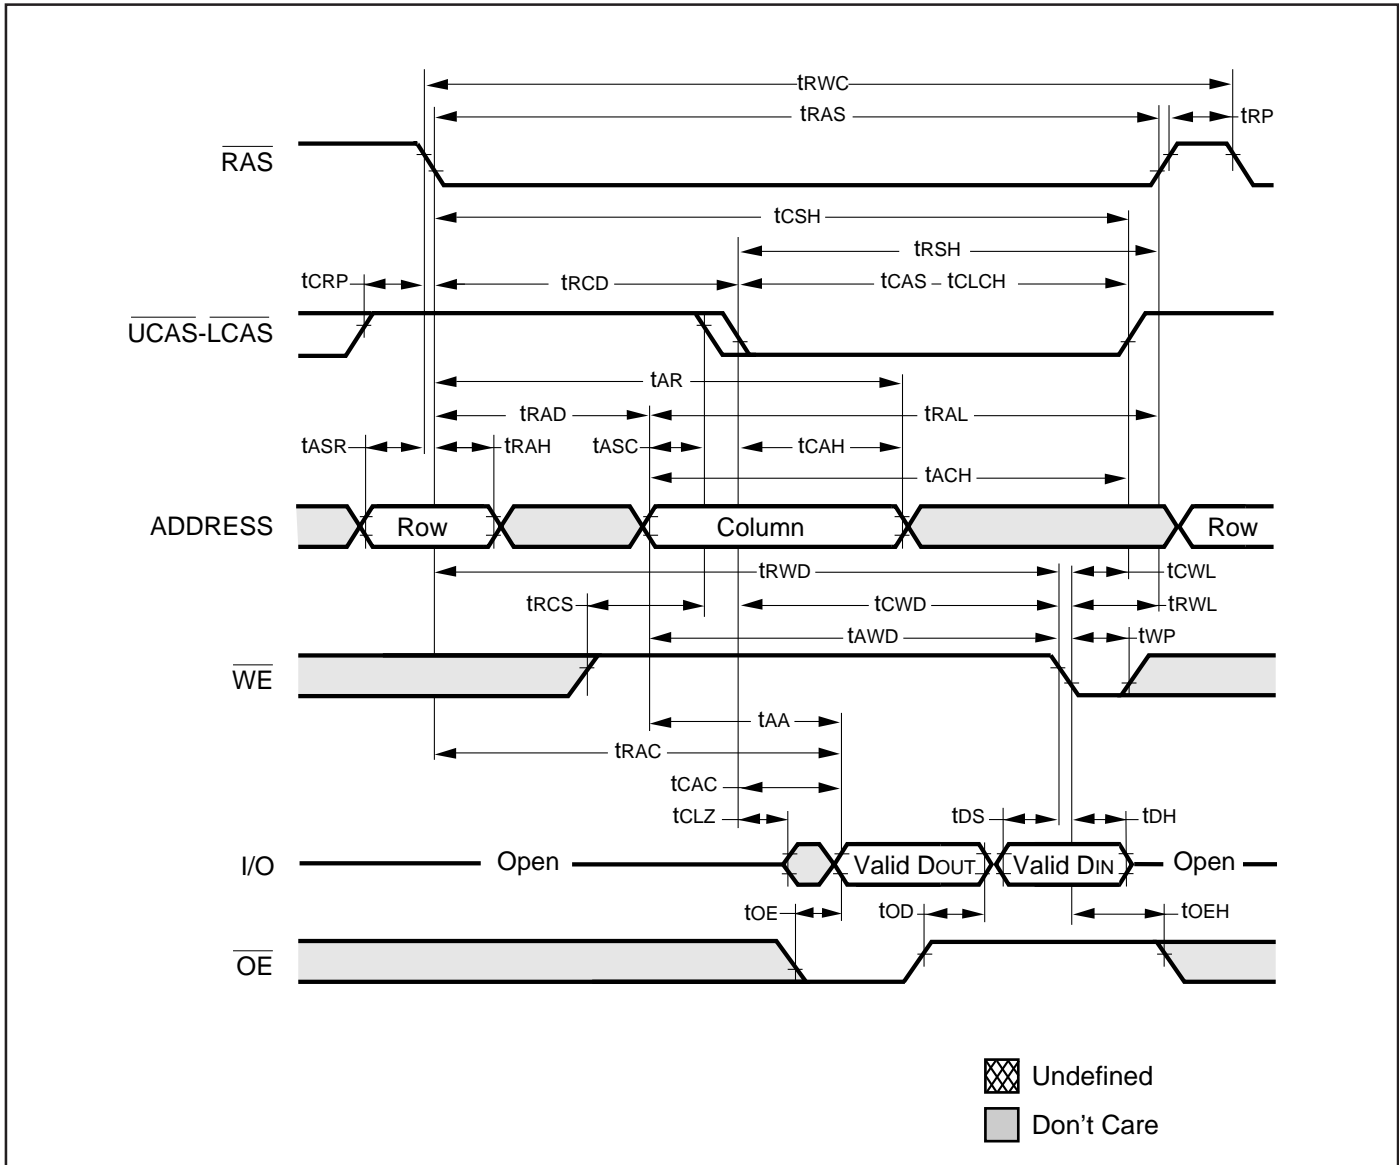 tRWC
tRAS
tRP
RAS
tCSH
tRSH
tCRP
tRCD
tCAS – tCLCH
UCAS-LCAS
tAR
tRAD
tRAL
tASR
tRAH
tASC
tCAH
tACH
ADDRESS
Row
Column
Row
tRWD
tCWL
tRCS
tCWD
tRWL
tAWD
tWP
WE
tAA
tRAC
tCAC
tCLZ
tDS
tDH
I/O
Open
Valid DOUT
Valid DIN
Open
tOE
tOD
tOEH
OE
Undefined
Don't Care